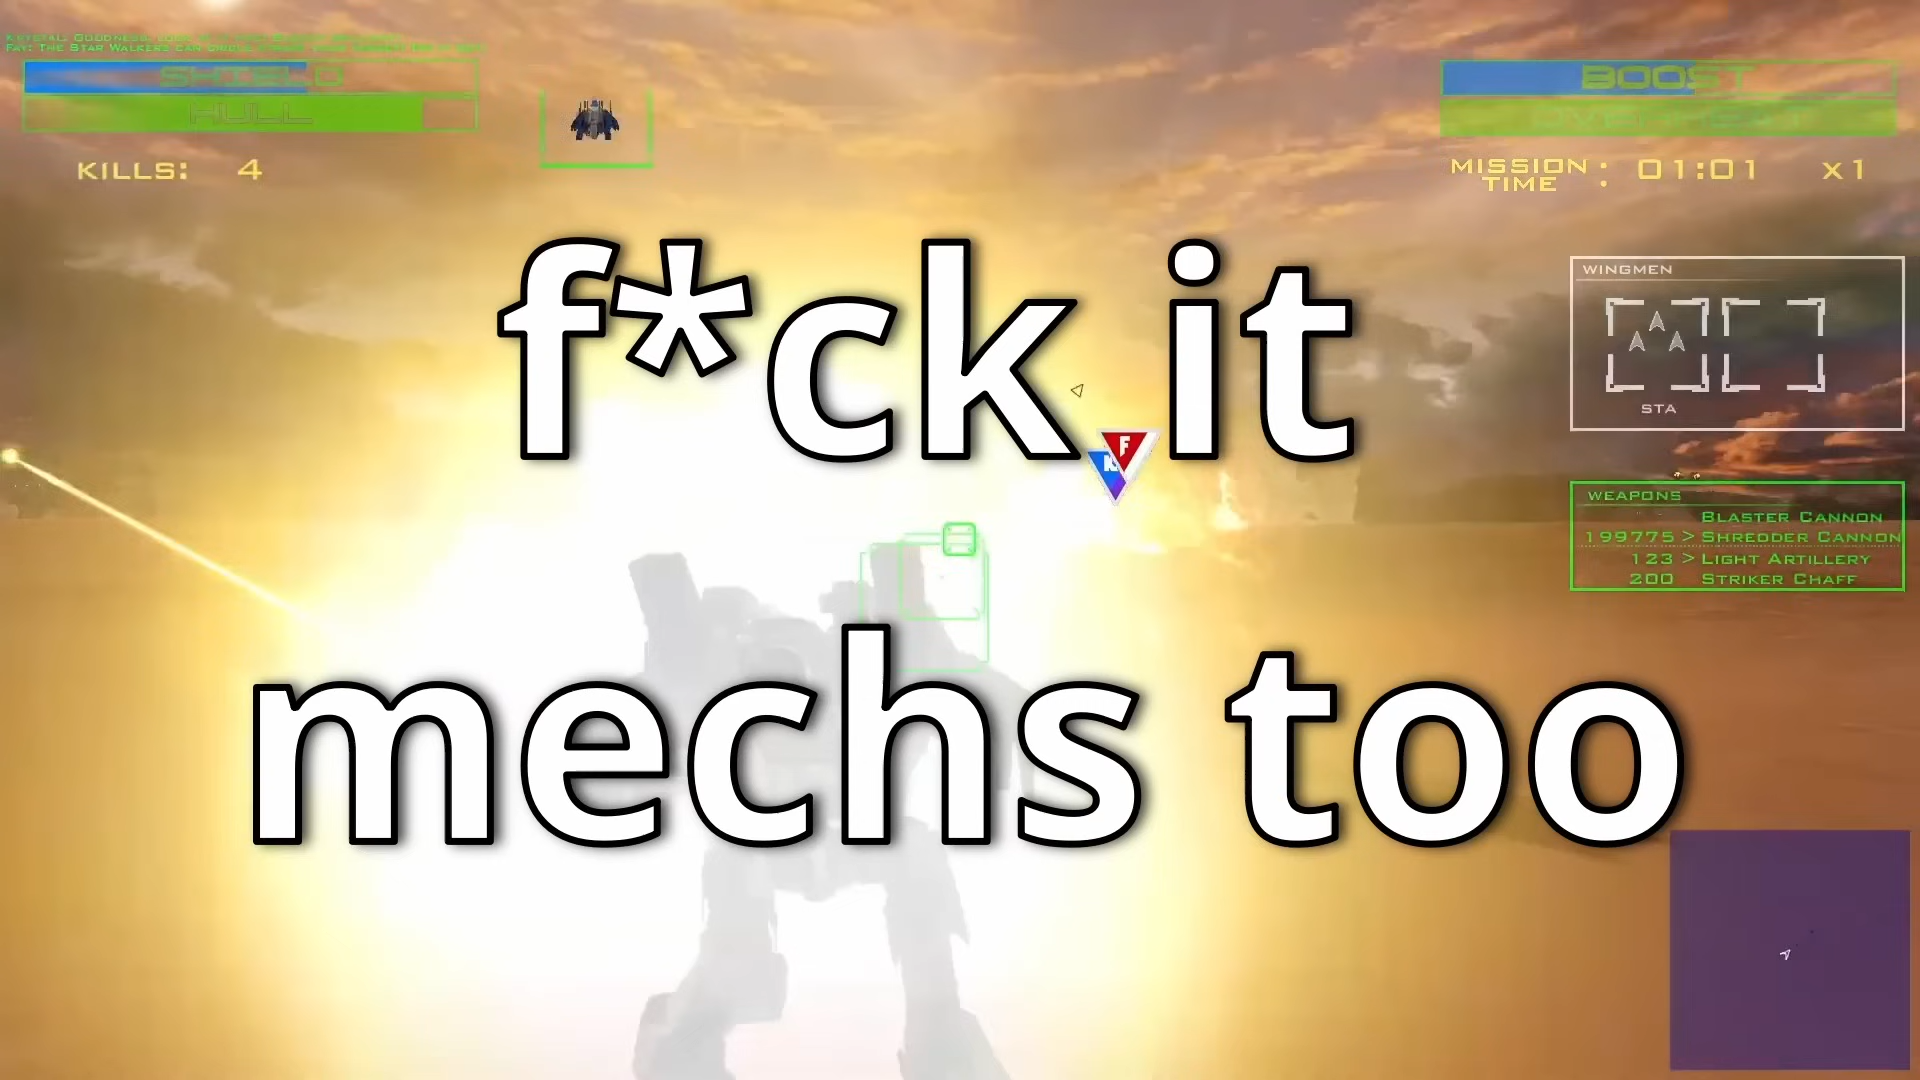 SHIELD
HULL
KILLS: 4
BOOST
OVERHEAT
MISSION TIME : 01:01 x1
f*ck it
mechs too
F
K
WINGMEN
STA
WEAPONS
BLASTER CANNON
199775 > SHREDDER CANNON
123 > LIGHT ARTILLERY
200 STRIKER CHAFF